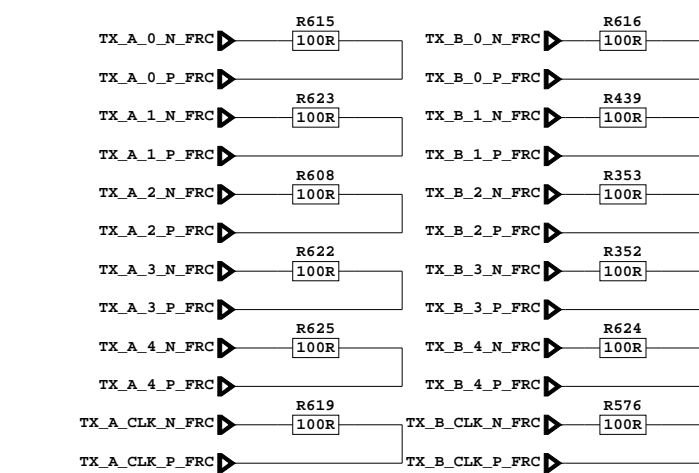 R615 R616
TX_A_0_N_FRC 100R TX_B_0_N_FRC 100R
TX_A_0_P_FRC TX_B_0_P_FRC
R623 R439
TX_A_1_N_FRC 100R TX_B_1_N_FRC 100R
TX_A_1_P_FRC TX_B_1_P_FRC
R608 R353
TX_A_2_N_FRC 100R TX_B_2_N_FRC 100R
TX_A_2_P_FRC TX_B_2_P_FRC
R622 R352
TX_A_3_N_FRC 100R TX_B_3_N_FRC 100R
TX_A_3_P_FRC TX_B_3_P_FRC
R625 R624
TX_A_4_N_FRC 100R TX_B_4_N_FRC 100R
TX_A_4_P_FRC TX_B_4_P_FRC
R619 R576
TX_A_CLK_N_FRC 100R TX_B_CLK_N_FRC 100R
TX_A_CLK_P_FRC TX_B_CLK_P_FRC